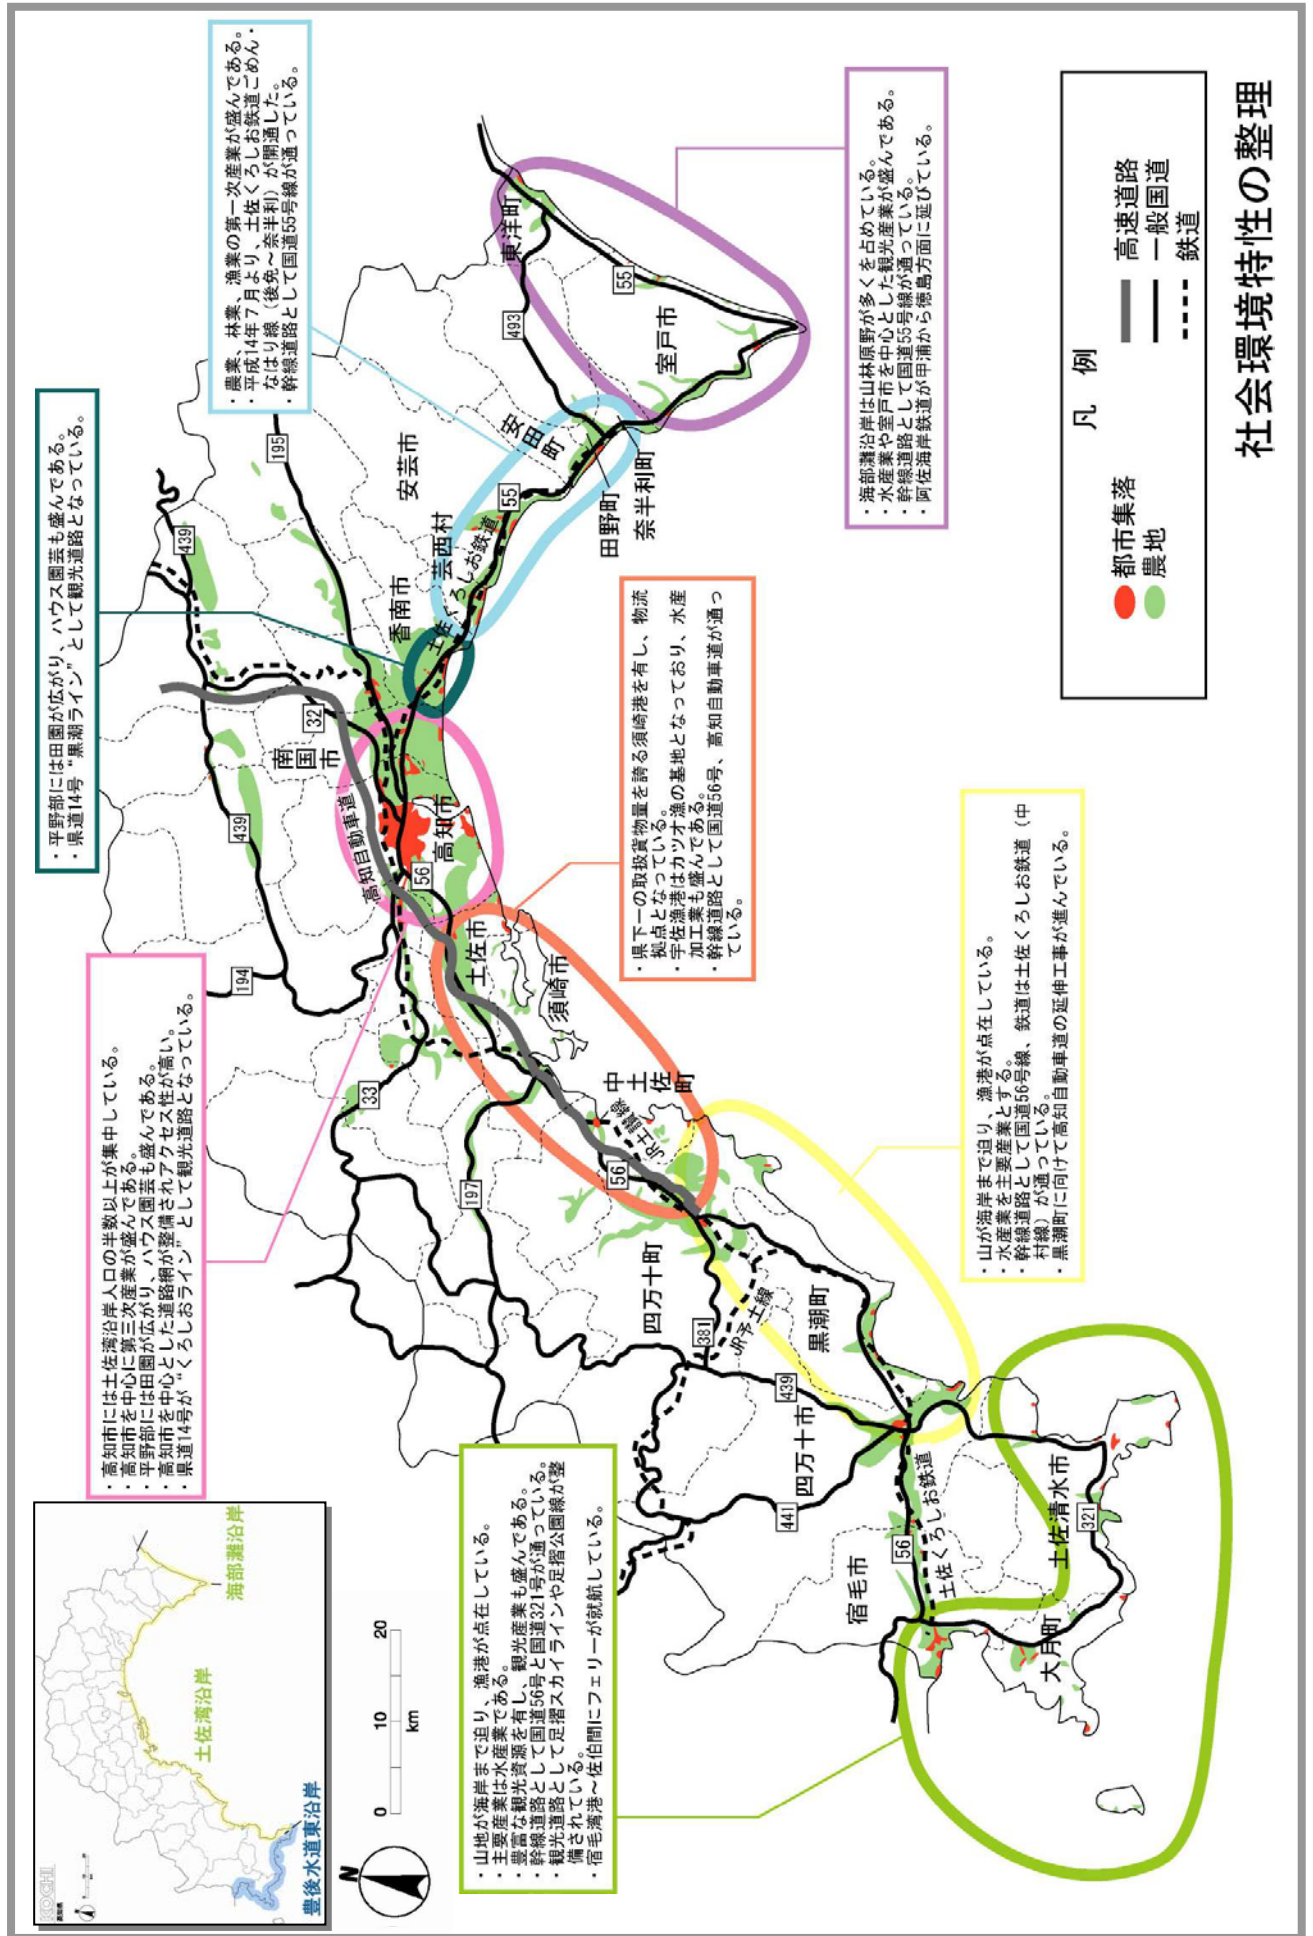 社会環境特性の整理
・高知市には土佐湾沿岸人口の半数以上が集中している。
・高知市を中心に第三次産業が盛んである。
・平野部には田園が広がり、ハウス園芸も盛んである。
・高知市を中心とした道路網が整備されアクセス性が高い。
・県道14号が“くろしおライン”として観光道路となっている。
・平野部には田園が広がり、ハウス園芸も盛んである。
・県道14号“黒潮ライン”として観光道路となっている。
・農業、林業、漁業の第一次産業が盛んである。
・平成14年7月より、土佐くろしお鉄道ごめん・
なはり線（後免～奈半利）が開通した。
・幹線道路として国道55号線が通っている。
・海部灘沿岸は山林原野が多くを占めている。
・水産業や室戸市を中心とした観光産業が盛んである。
・幹線道路として国道55号線が通っている。
・阿佐海岸鉄道が甲浦から徳島方面に延びている。
・県下一の取扱貨物量を誇る須崎港を有し、物流
拠点となっている。
・宇佐漁港はカツオ漁の基地となっており、水産
加工業も盛んである。
・幹線道路として国道56号、高知自動車道が通っ
ている。
・山が海岸まで迫り、漁港が点在している。
・水産業を主要産業とする。
・幹線道路として国道56号線、鉄道は土佐くろしお鉄道（中
村線）が通っている。
・黒潮町に向けて高知自動車道の延伸工事が進んでいる。
・山地が海岸まで迫り、漁港が点在している。
・主要産業は水産業である。
・豊富な観光資源を有し、観光産業も盛んである。
・幹線道路として国道56号と国道321号が通っている。
・観光道路として足摺スカイラインや足摺公園線が整
備されている。
・宿毛湾港～佐伯間にフェリーが就航している。
KOCHI
高知県
海部灘沿岸
土佐湾沿岸
豊後水道東沿岸
N
0
10
20
km
凡 例
都市集落
農地
高速道路
一般国道
鉄道
東洋町
室戸市
安田町
田野町
奈半利町
安芸市
芸西村
土佐くろしお鉄道
香南市
南国市
高知自動車道
高知市
土佐市
須崎市
中土佐町
JR土讃線
四万十町
JR予土線
黒潮町
四万十市
土佐くろしお鉄道
宿毛市
土佐清水市
大月町
55
493
55
195
439
32
439
194
56
33
197
56
381
439
441
56
321